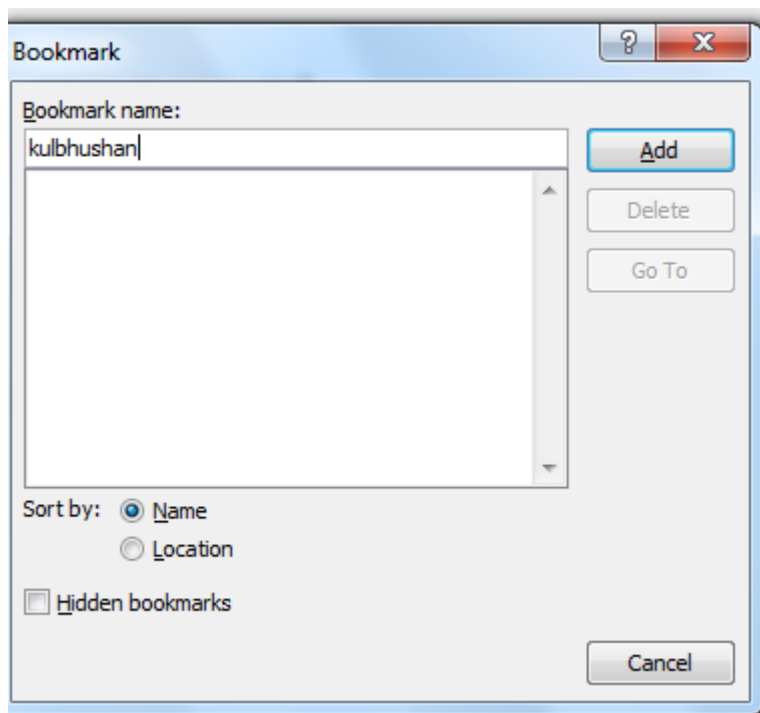 Bookmark
Bookmark name:
kulbhushan
Add
Delete
Go To
Sort by: Name
Location
Hidden bookmarks
Cancel